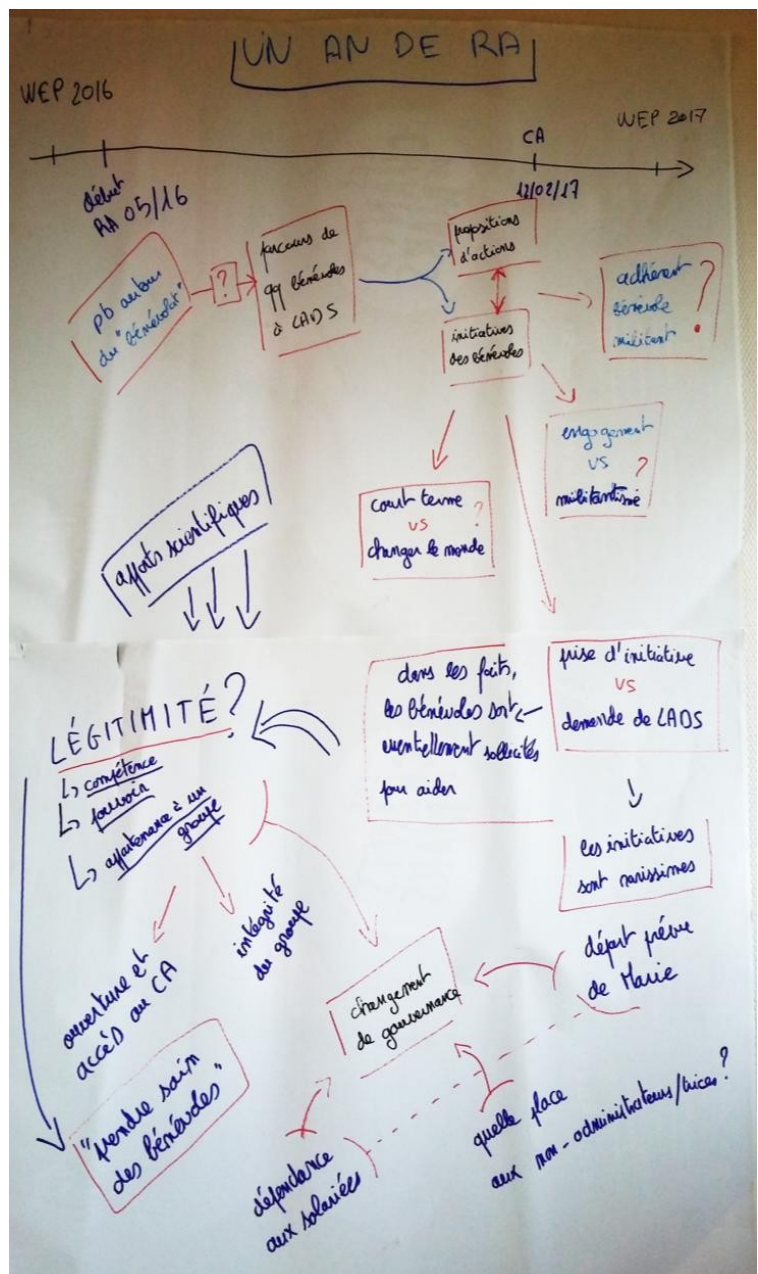 UN AN DE RA
WEP 2016
WEP 2017
CA
début
RA 05/16
12/02/17
pb autour
du "bénévolat"
?
parcours de
qq bénévoles
à LADS
propositions
d'actions
initiatives
des bénévoles
adhérent
bénévole
militant
?
engagement
VS
militantisme
?
court terme
VS
changer le monde
?
apports scientifiques
prise d'initiative
VS
demande de LADS
dans les faits,
les bénévoles sont
essentiellement sollicités
pour aider
LÉGITIMITÉ?
↳ compétence
↳ pouvoir
↳ appartenance à un
groupe
les initiatives
sont rarissimes
ouverture et
accès au CA
intégrité
du groupe
changement
de gouvernance
départ prévu
de Marie
"prendre soin
des bénévoles"
dépendance
aux salariées
quelle place
aux non-administrateurs/trices?